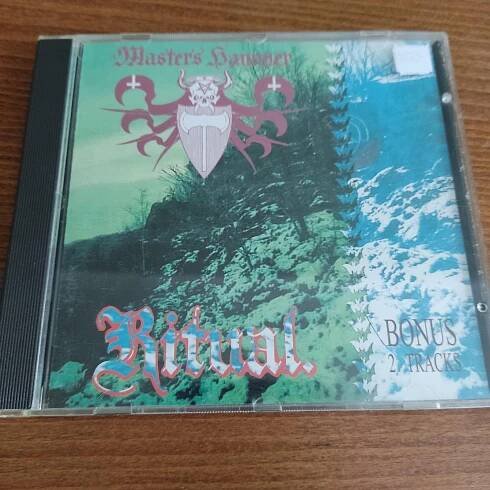 Master's Hammer
Ritual.
BONUS
2. TRACKS